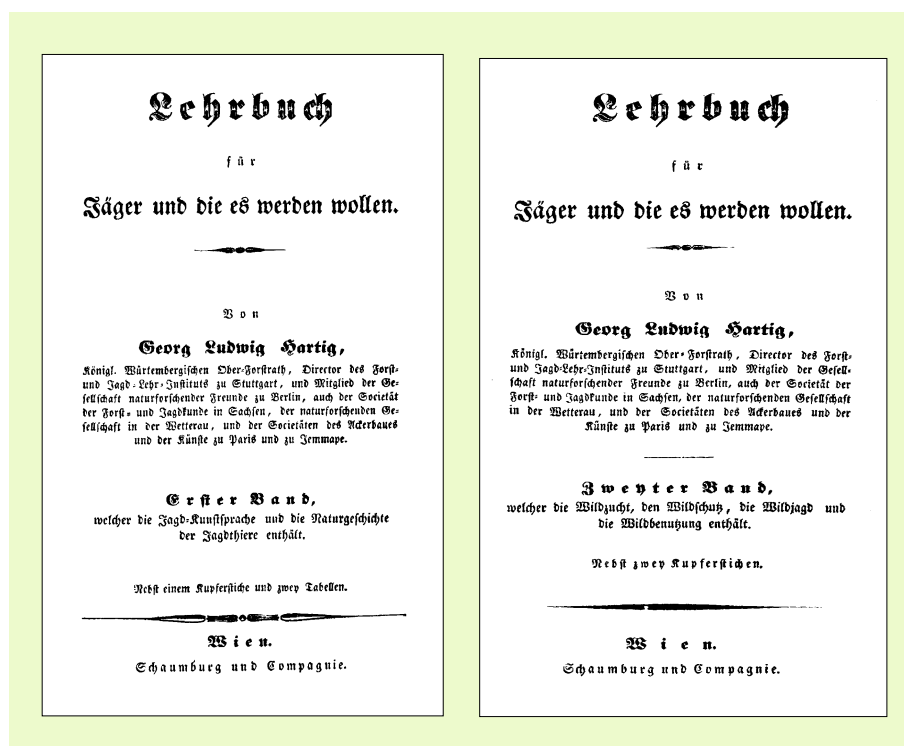 Lehrbuch
für
Jäger und die es werden wollen.
Von
Georg Ludwig Hartig,
Königl. Würtembergischen Ober-Forstrath, Director des Forst-
und Jagd-Lehr-Instituts zu Stuttgart, und Mitglied der Ge-
sellschaft naturforschender Freunde zu Berlin, auch der Societät
der Forst- und Jagdkunde in Sachsen, der naturforschenden Ge-
sellschaft in der Wetterau, und der Societäten des Ackerbaues
und der Künste zu Paris und zu Jemmape.
Erster Band,
welcher die Jagd-Kunstsprache und die Naturgeschichte
der Jagdthiere enthält.
Nebst einem Kupferstiche und zwey Tabellen.
Wien.
Schaumburg und Compagnie.
Lehrbuch
für
Jäger und die es werden wollen.
Von
Georg Ludwig Hartig,
Königl. Würtembergischen Ober-Forstrath, Director des Forst-
und Jagd-Lehr-Instituts zu Stuttgart, und Mitglied der Gesell-
schaft naturforschender Freunde zu Berlin, auch der Societät der
Forst- und Jagdkunde in Sachsen, der naturforschenden Gesellschaft
in der Wetterau, und der Societäten des Ackerbaues und der
Künste zu Paris und zu Jemmape.
Zweyter Band,
welcher die Wildzucht, den Wildschutz, die Wildjagd und
die Wildbenutzung enthält.
Nebst zwey Kupferstichen.
Wien.
Schaumburg und Compagnie.